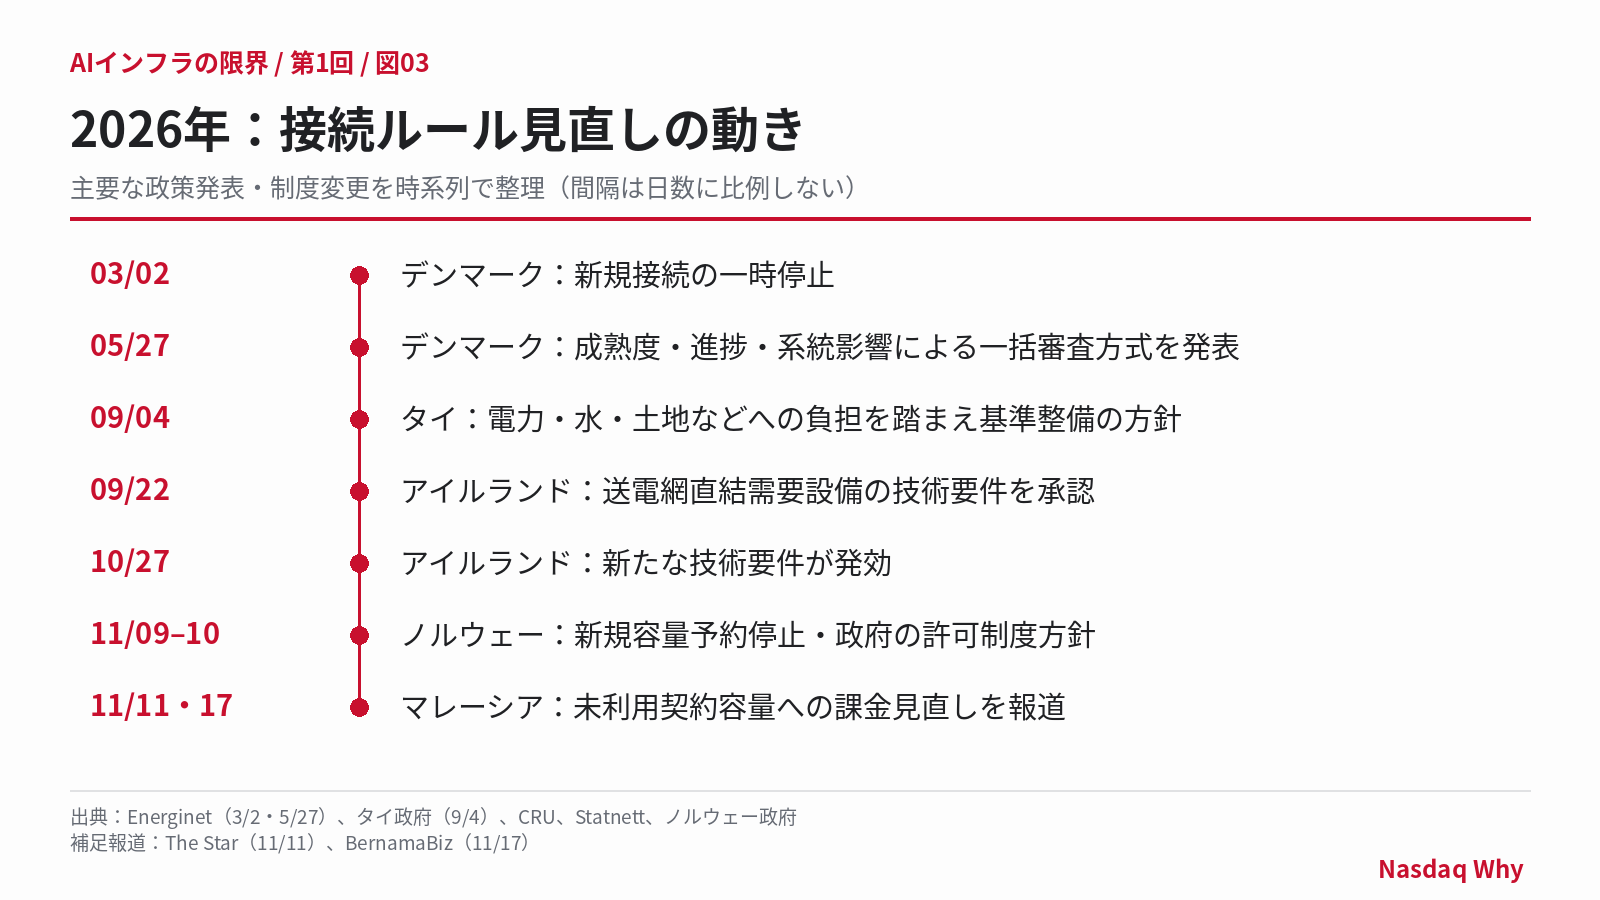 AIインフラの限界 / 第1回 / 図03
2026年：接続ルール見直しの動き
主要な政策発表・制度変更を時系列で整理（間隔は日数に比例しない）
03/02 デンマーク：新規接続の一時停止
05/27 デンマーク：成熟度・進捗・系統影響による一括審査方式を発表
09/04 タイ：電力・水・土地などへの負担を踏まえ基準整備の方針
09/22 アイルランド：送電網直結需要設備の技術要件を承認
10/27 アイルランド：新たな技術要件が発効
11/09–10 ノルウェー：新規容量予約停止・政府の許可制度方針
11/11・17 マレーシア：未利用契約容量への課金見直しを報道
出典：Energinet（3/2・5/27）、タイ政府（9/4）、CRU、Statnett、ノルウェー政府
補足報道：The Star（11/11）、BernamaBiz（11/17）
Nasdaq Why